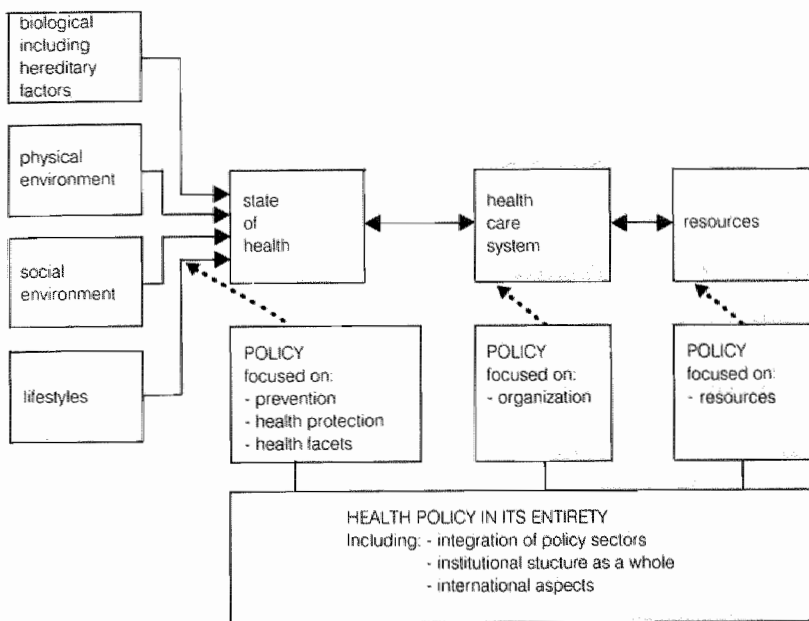 biological
including
hereditary
factors
physical
environment
social
environment
lifestyles
state
of
health
health
care
system
resources
POLICY
focused on:
- prevention
- health protection
- health facets
POLICY
focused on:
- organization
POLICY
focused on:
- resources
HEALTH POLICY IN ITS ENTIRETY
Including: - integration of policy sectors
- institutional stucture as a whole
- international aspects